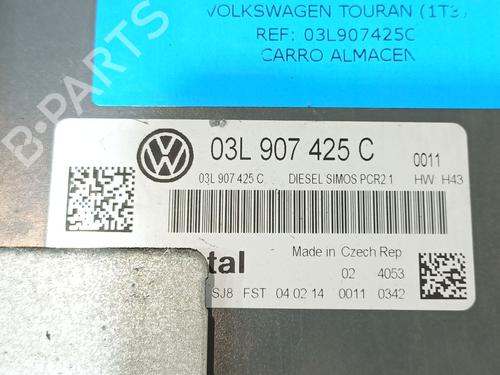 VOLKSWAGEN TOURAN (1T3)
REF: 03L907425C
CARRO ALMACEN
B-PARTS
03L 907 425 C
0011
03L 907 425 C DIESEL SIMOS PCR2.1 HW: H43
Made in Czech Rep
02 4053
tal
SJ8 FST 04 02 14 0011 0342